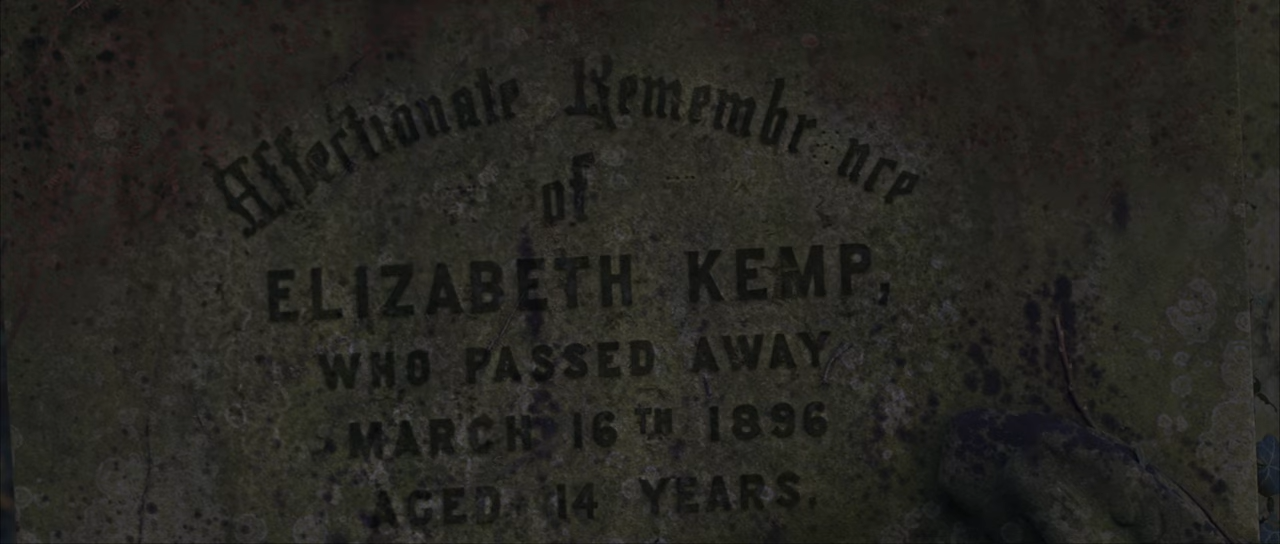 Affectionate Remembr nce
of
ELIZABETH KEMP,
WHO PASSED AWAY
MARCH 16TH 1896
AGED 14 YEARS.